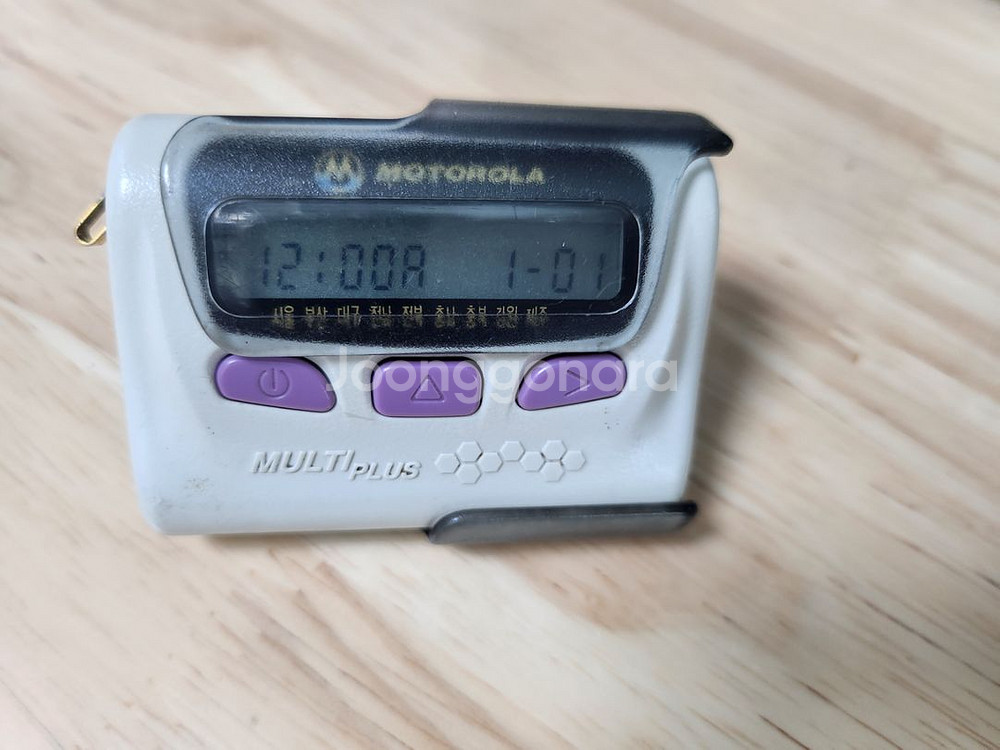 MOTOROLA
12:00A 1-01
서울 부산 대구 전남 전북 충남 충북 강원 제주
Joonggonara
MULTI PLUS